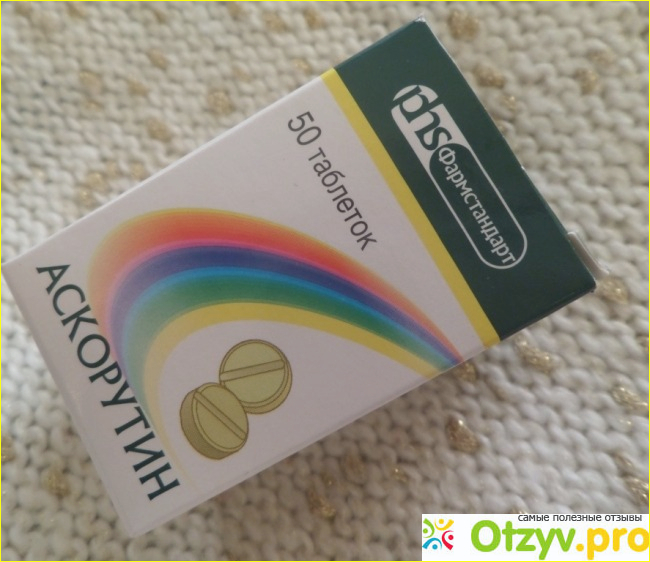 phs Фармстандарт
50 таблеток
АСКОРУТИН
самые полезные отзывы
Otzyv.pro